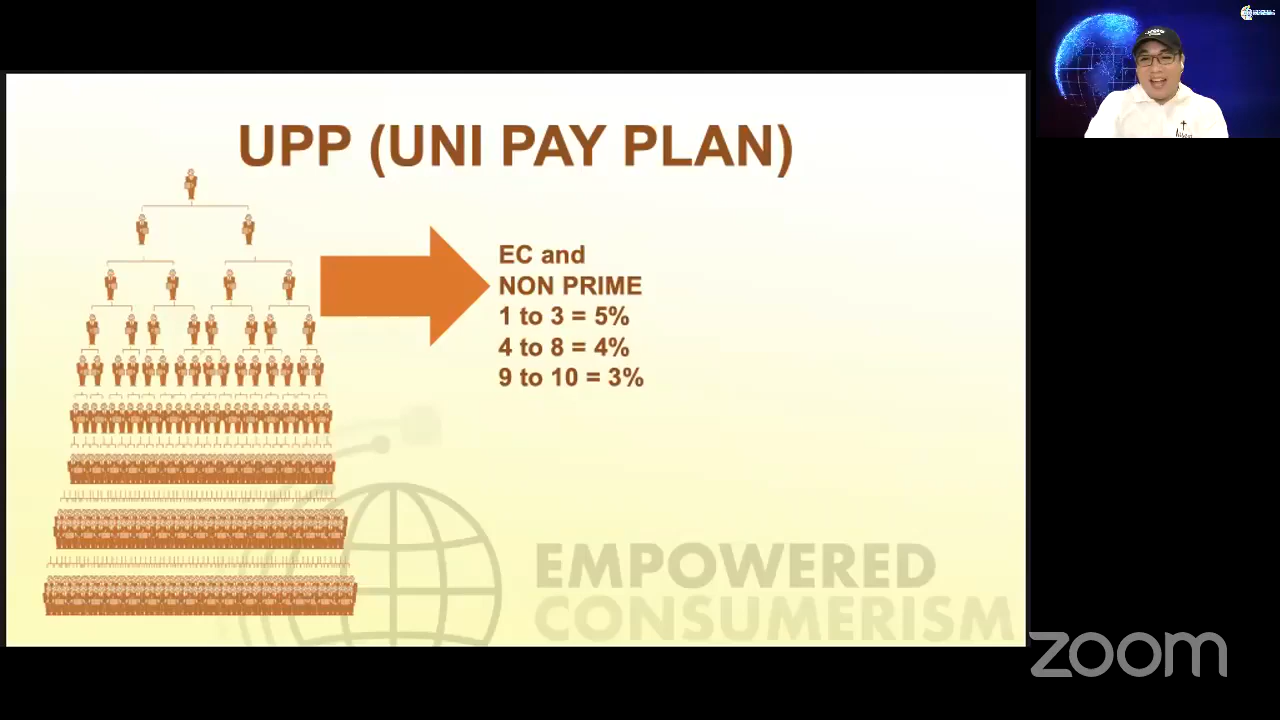 UPP (UNI PAY PLAN)
EC and
NON PRIME
1 to 3 = 5%
4 to 8 = 4%
9 to 10 = 3%
EMPOWERED
CONSUMERISM
zoom